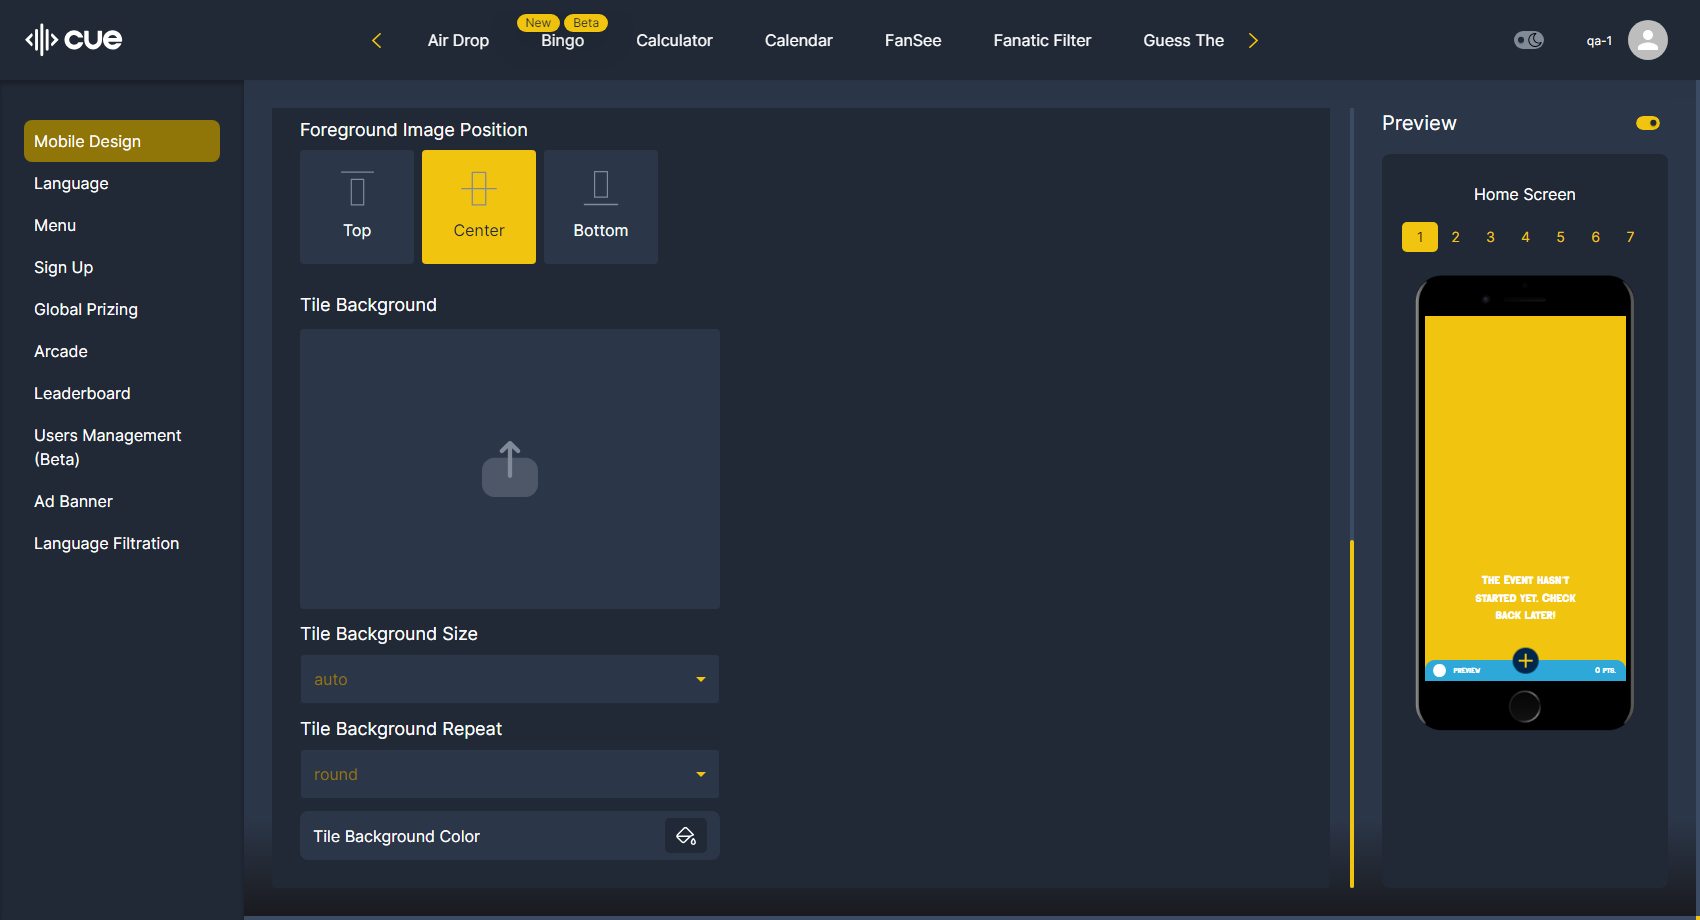 cue
Air Drop
New
Beta
Bingo
Calculator
Calendar
FanSee
Fanatic Filter
Guess The
qa-1
Mobile Design
Language
Menu
Sign Up
Global Prizing
Arcade
Leaderboard
Users Management
(Beta)
Ad Banner
Language Filtration
Foreground Image Position
Top
Center
Bottom
Tile Background
Tile Background Size
auto
Tile Background Repeat
round
Tile Background Color
Preview
Home Screen
1 2 3 4 5 6 7
The Event hasn't
started yet. Check
back later!
PREVIEW
0 PTS.